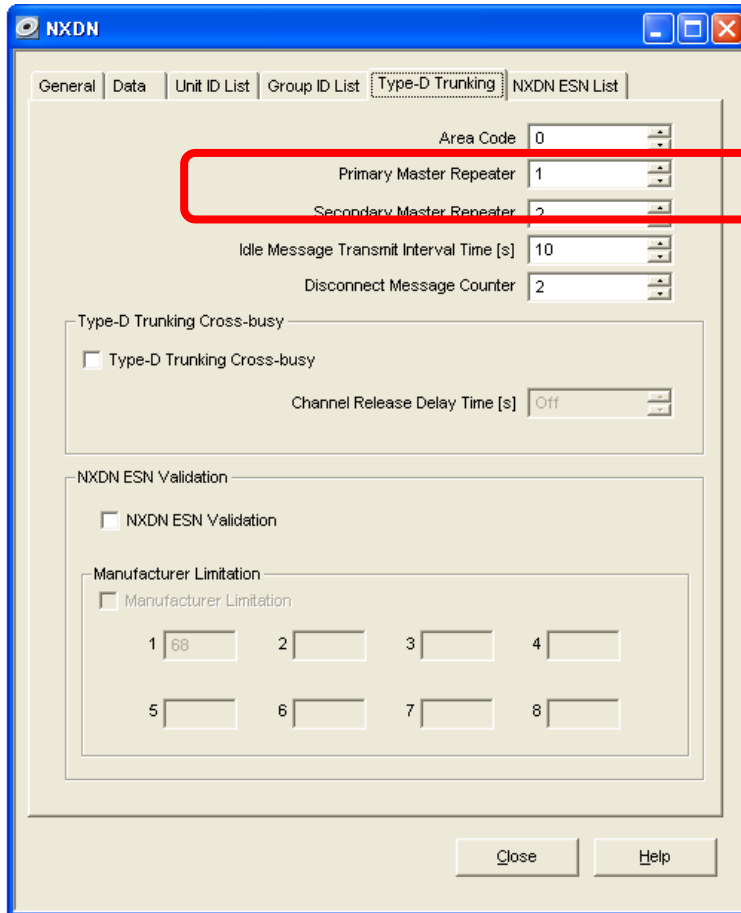 NXDN
General Data Unit ID List Group ID List Type-D Trunking NXDN ESN List
Area Code 0
Primary Master Repeater 1
Secondary Master Repeater 2
Idle Message Transmit Interval Time [s] 10
Disconnect Message Counter 2
Type-D Trunking Cross-busy
Type-D Trunking Cross-busy
Channel Release Delay Time [s] Off
NXDN ESN Validation
NXDN ESN Validation
Manufacturer Limitation
Manufacturer Limitation
1 68 2 3 4
5 6 7 8
Close Help